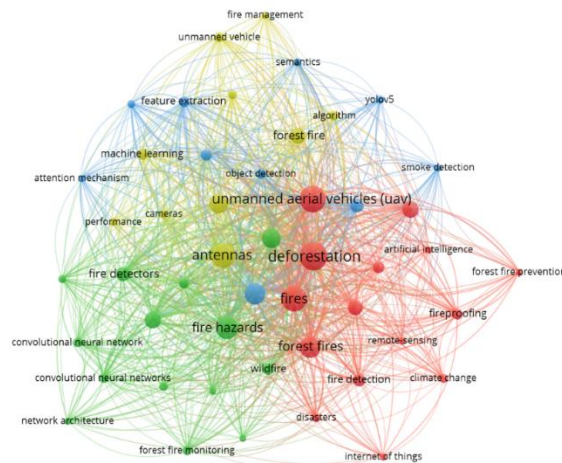 fire management
unmanned vehicle
semantics
yolov5
feature extraction
algorithm
forest fire
machine learning
object detection
smoke detection
attention mechanism
unmanned aerial vehicles (uav)
performance
cameras
artificial intelligence
antennas
deforestation
forest fire prevention
fire detectors
fires
fireproofing
fire hazards
remote sensing
convolutional neural network
forest fires
wildfire
convolutional neural networks
fire detection
climate change
network architecture
disasters
forest fire monitoring
internet of things